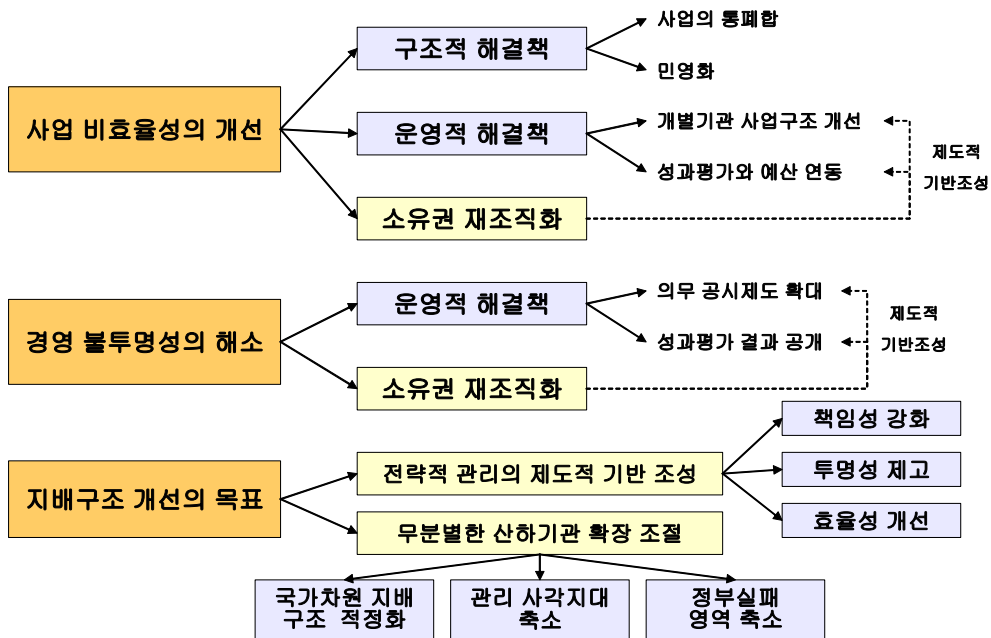 사업 비효율성의 개선
구조적 해결책
사업의 통폐합
민영화
운영적 해결책
개별기관 사업구조 개선
성과평가와 예산 연동
제도적
기반조성
소유권 재조직화
경영 불투명성의 해소
운영적 해결책
의무 공시제도 확대
성과평가 결과 공개
제도적
기반조성
소유권 재조직화
지배구조 개선의 목표
전략적 관리의 제도적 기반 조성
책임성 강화
투명성 제고
효율성 개선
무분별한 산하기관 확장 조절
국가차원 지배
구조 적정화
관리 사각지대
축소
정부실패
영역 축소